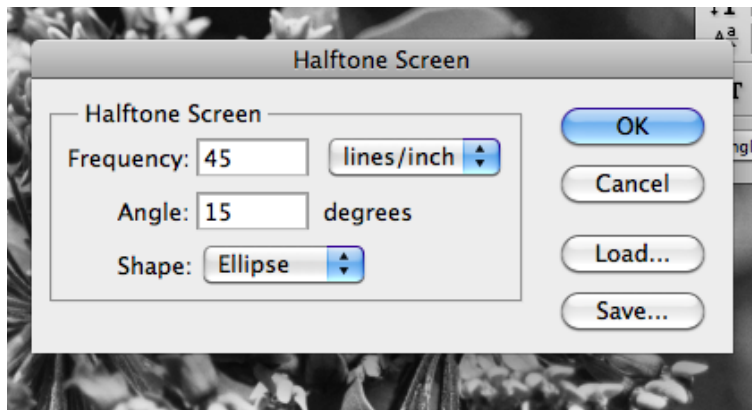 Halftone Screen
Halftone Screen
Frequency: 45 lines/inch
Angle: 15 degrees
Shape: Ellipse
OK
Cancel
Load...
Save...